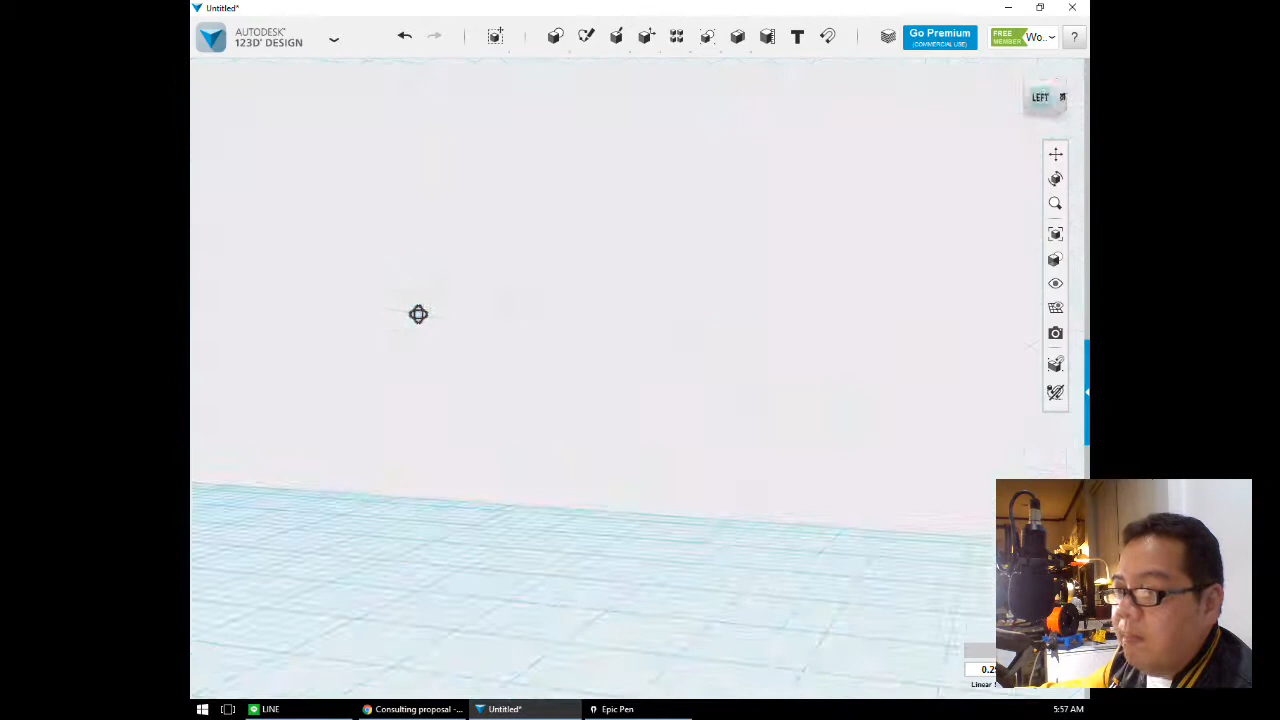 Untitled*
AUTODESK®
123D® DESIGN
T
Go Premium
(COMMERCIAL USE)
FREE
MEMBER
Wo..
?
LEFT
0.2
Linear
LINE
Consulting proposal -...
Untitled*
Epic Pen
5:57 AM